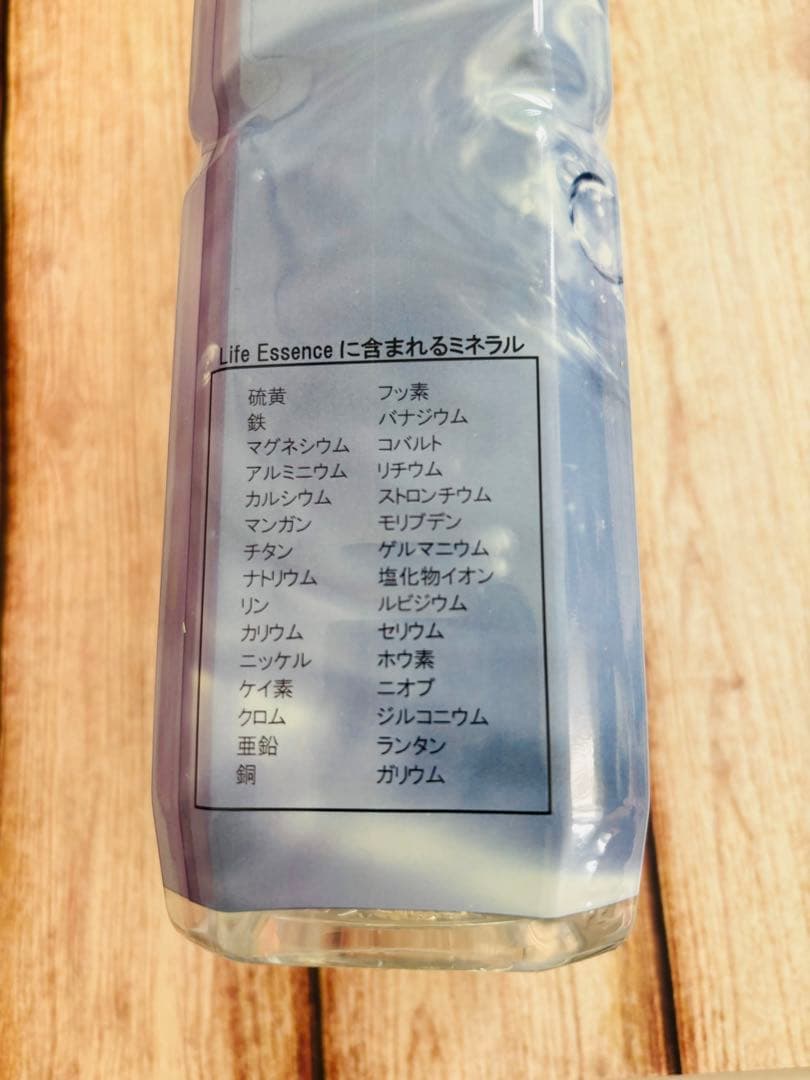 Life Essence に含まれるミネラル
硫黄
鉄
マグネシウム
アルミニウム
カルシウム
マンガン
チタン
ナトリウム
リン
カリウム
ニッケル
ケイ素
クロム
亜鉛
銅
フッ素
バナジウム
コバルト
リチウム
ストロンチウム
モリブデン
ゲルマニウム
塩化物イオン
ルビジウム
セリウム
ホウ素
ニオブ
ジルコニウム
ランタン
ガリウム